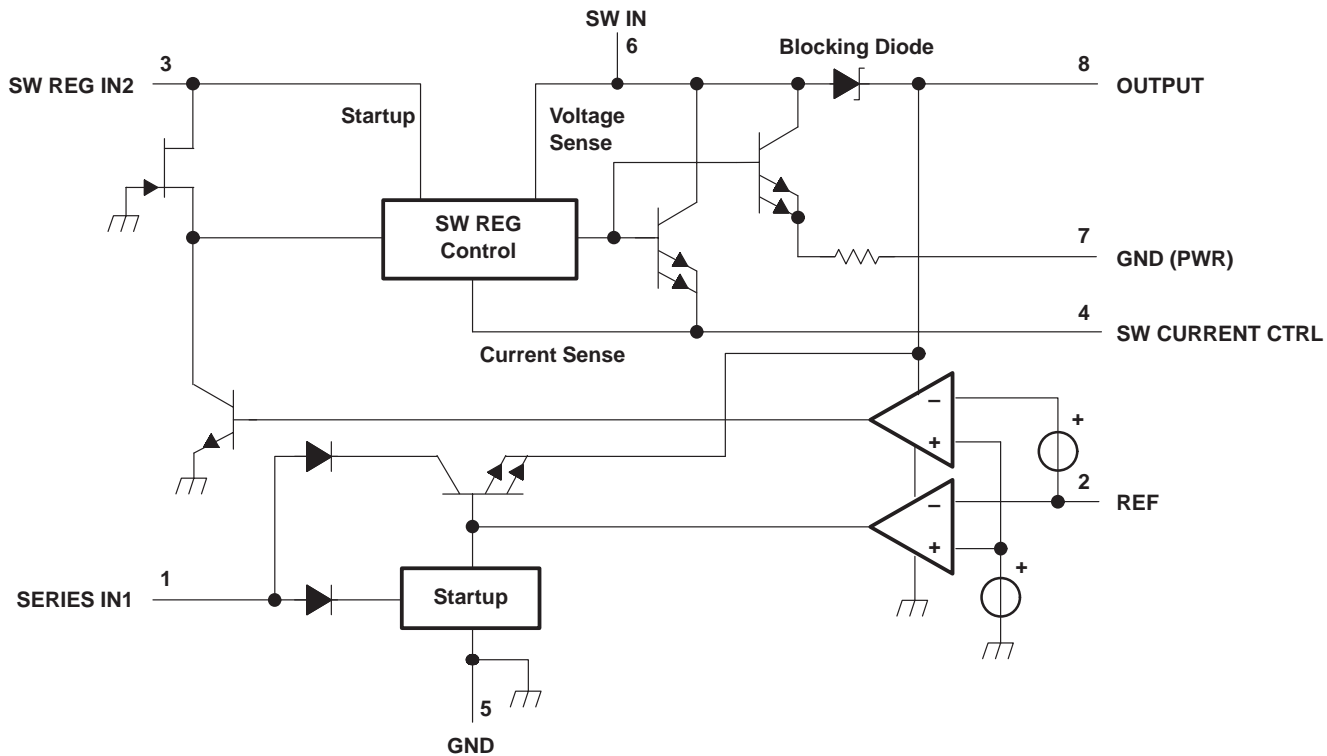 SW IN
6
Blocking Diode
3
SW REG IN2
8
OUTPUT
Startup
Voltage
Sense
SW REG
Control
7
GND (PWR)
4
SW CURRENT CTRL
Current Sense
–
+
+
2
REF
–
+
+
1
SERIES IN1
Startup
5
GND